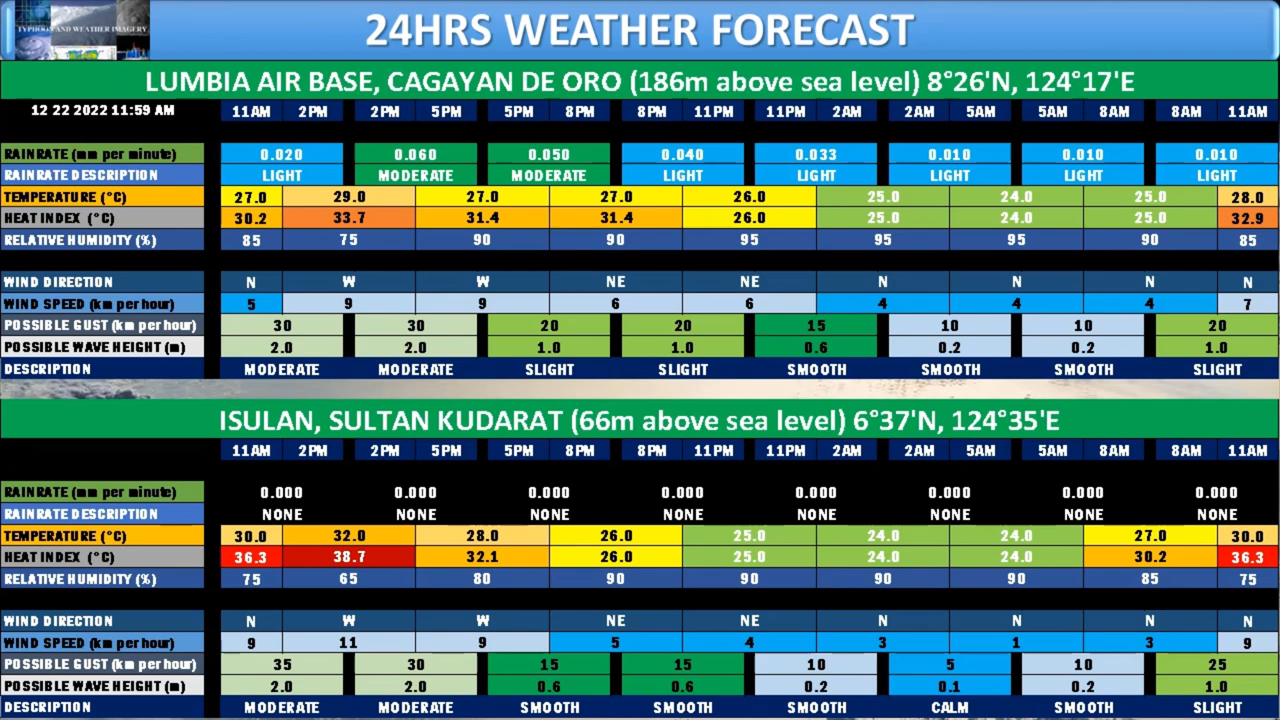 TYPHOON AND WEATHER IMAGERY
24HRS WEATHER FORECAST
LUMBIA AIR BASE, CAGAYAN DE ORO (186m above sea level) 8°26'N, 124°17'E
12 22 2022 11:59 AM 11AM 2PM 2PM 5PM 5PM 8PM 8PM 11PM 11PM 2AM 2AM 5AM 5AM 8AM 8AM 11AM
RAINRATE (mm per minute) 0.020 0.060 0.050 0.040 0.033 0.010 0.010 0.010
RAINRATE DESCRIPTION LIGHT MODERATE MODERATE LIGHT LIGHT LIGHT LIGHT LIGHT
TEMPERATURE (°C) 27.0 29.0 27.0 27.0 26.0 25.0 24.0 25.0 28.0
HEAT INDEX (°C) 30.2 33.7 31.4 31.4 26.0 25.0 24.0 25.0 32.9
RELATIVE HUMIDITY (%) 85 75 90 90 95 95 95 90 85
WIND DIRECTION N W W NE NE N N N N
WIND SPEED (km per hour) 5 9 9 6 6 4 4 4 7
POSSIBLE GUST (km per hour) 30 30 20 20 15 10 10 20
POSSIBLE WAVE HEIGHT (m) 2.0 2.0 1.0 1.0 0.6 0.2 0.2 1.0
DESCRIPTION MODERATE MODERATE SLIGHT SLIGHT SMOOTH SMOOTH SMOOTH SLIGHT
ISULAN, SULTAN KUDARAT (66m above sea level) 6°37'N, 124°35'E
11AM 2PM 2PM 5PM 5PM 8PM 8PM 11PM 11PM 2AM 2AM 5AM 5AM 8AM 8AM 11AM
RAINRATE (mm per minute) 0.000 0.000 0.000 0.000 0.000 0.000 0.000 0.000
RAINRATE DESCRIPTION NONE NONE NONE NONE NONE NONE NONE NONE
TEMPERATURE (°C) 30.0 32.0 28.0 26.0 25.0 24.0 24.0 27.0 30.0
HEAT INDEX (°C) 36.3 38.7 32.1 26.0 25.0 24.0 24.0 30.2 36.3
RELATIVE HUMIDITY (%) 75 65 80 90 90 90 90 85 75
WIND DIRECTION N W W NE NE N N N N
WIND SPEED (km per hour) 9 11 9 5 4 3 1 3 9
POSSIBLE GUST (km per hour) 35 30 15 15 10 5 10 25
POSSIBLE WAVE HEIGHT (m) 2.0 2.0 0.6 0.6 0.2 0.1 0.2 1.0
DESCRIPTION MODERATE MODERATE SMOOTH SMOOTH SMOOTH CALM SMOOTH SLIGHT